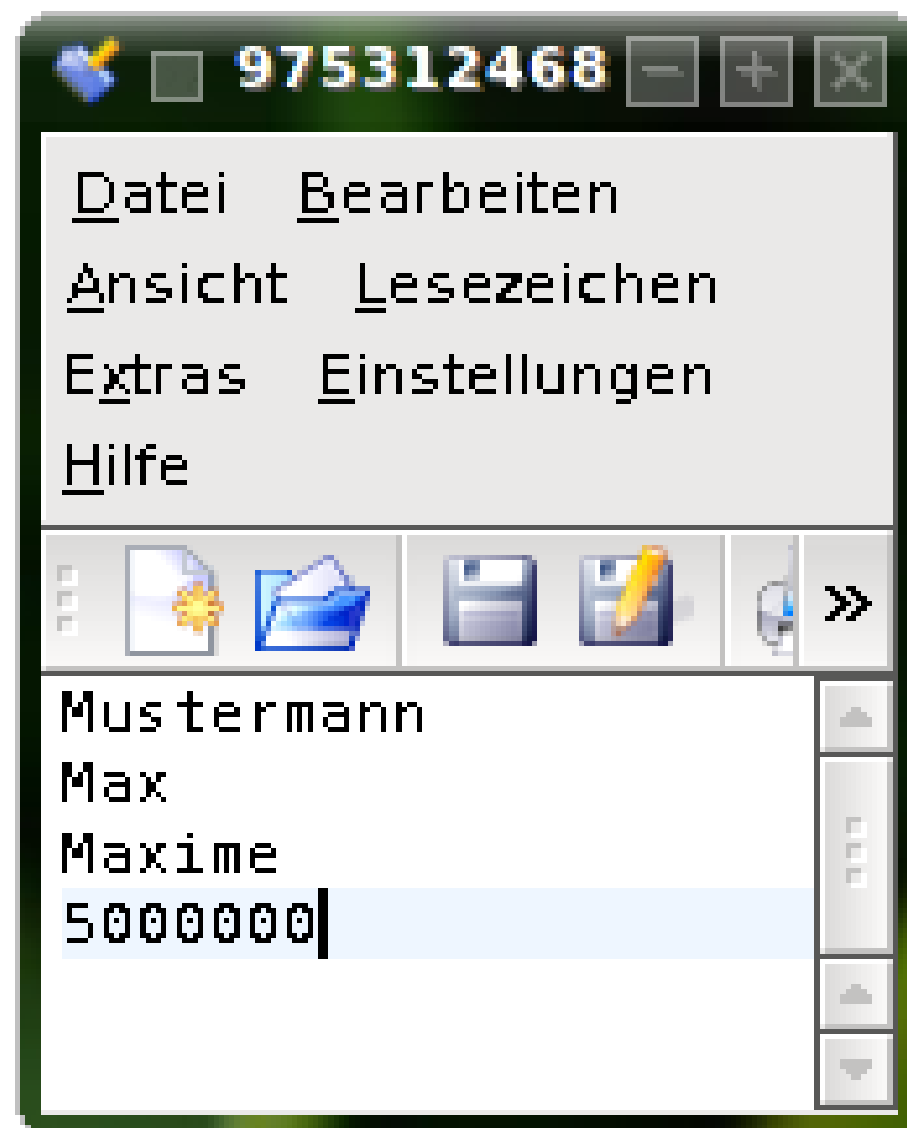 975312468
Datei Bearbeiten
Ansicht Lesezeichen
Extras Einstellungen
Hilfe
Mustermann
Max
Maxime
5000000